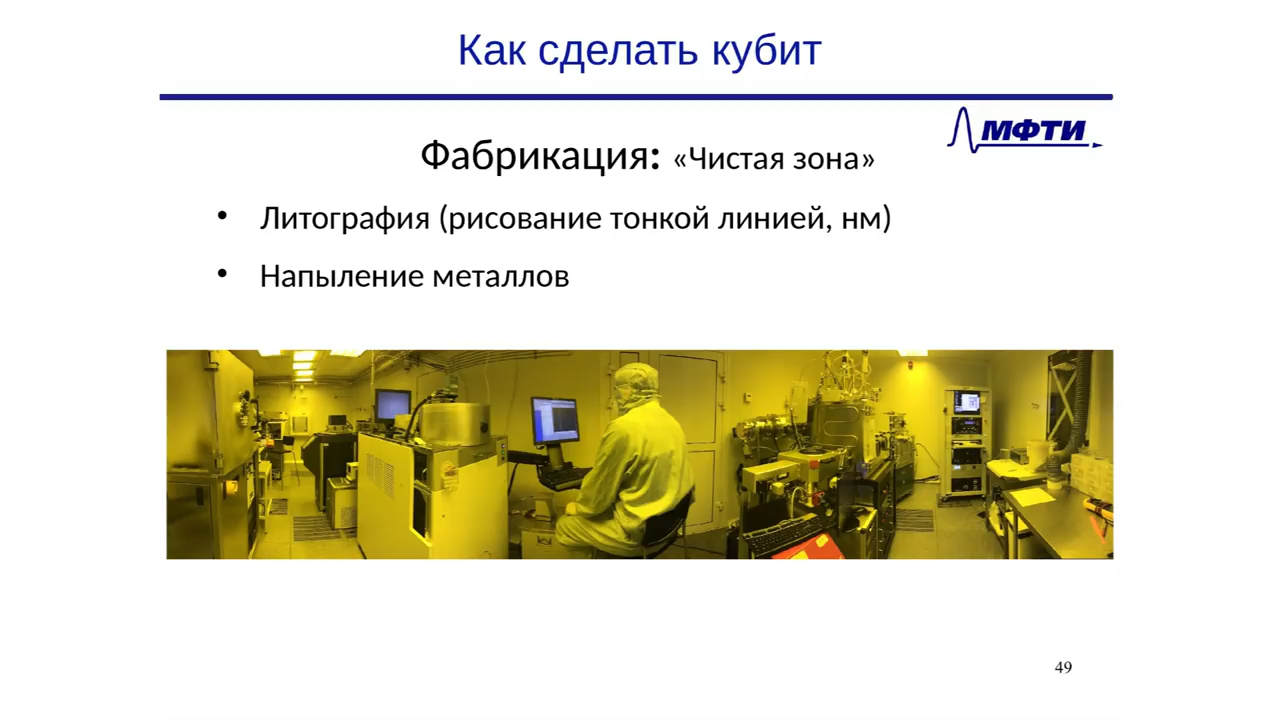 Как сделать кубит
МФТИ
Фабрикация: «Чистая зона»
• Литография (рисование тонкой линией, нм)
• Напыление металлов
49